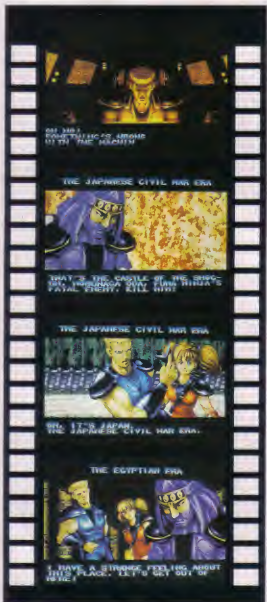 OH NO!
SOMETHING'S WRONG
WITH THE MACHIN
THE JAPANESE CIVIL WAR ERA
THAT'S THE CASTLE OF THE
NOBUNAGA ODA, FUMA NINJA'S
FATAL ENEMY. KILL HIM!
THE JAPANESE CIVIL WAR ERA
OH, IT'S JAPAN.
THE JAPANESE CIVIL WAR ERA.
THE EGYPTIAN ERA
I HAVE A STRANGE FEELING ABOUT
THIS PLACE. LET'S GET OUT OF
HERE!